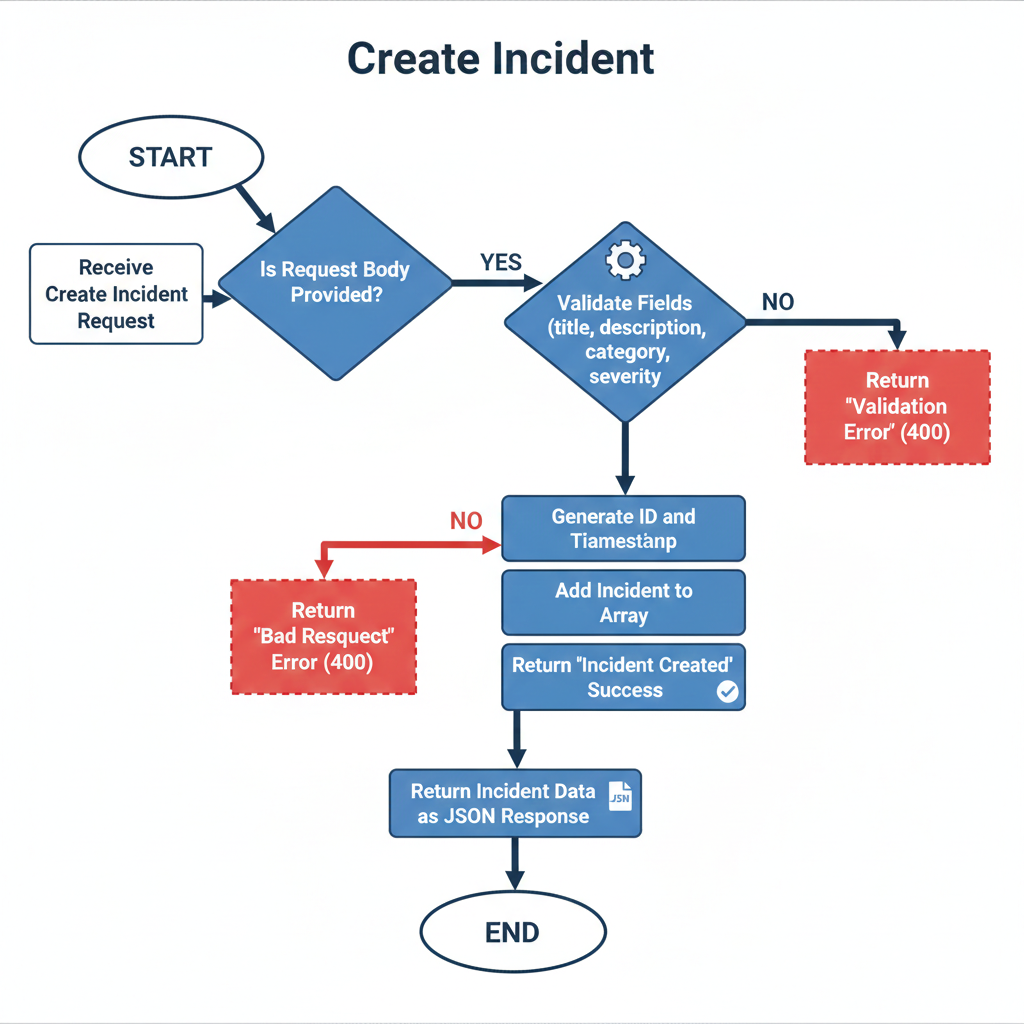 Create Incident
START
Receive
Create Incident
Request
Is Request Body
Provided?
YES
Validate Fields
(title, description,
category,
severity
NO
Return
"Validation
Error" (400)
Generate ID and
Tiamestanp
NO
Return
"Bad Resquect"
Error (400)
Add Incident to
Array
Return "Incident Created'
Success
Return Incident Data
as JSON Response
JSN
END